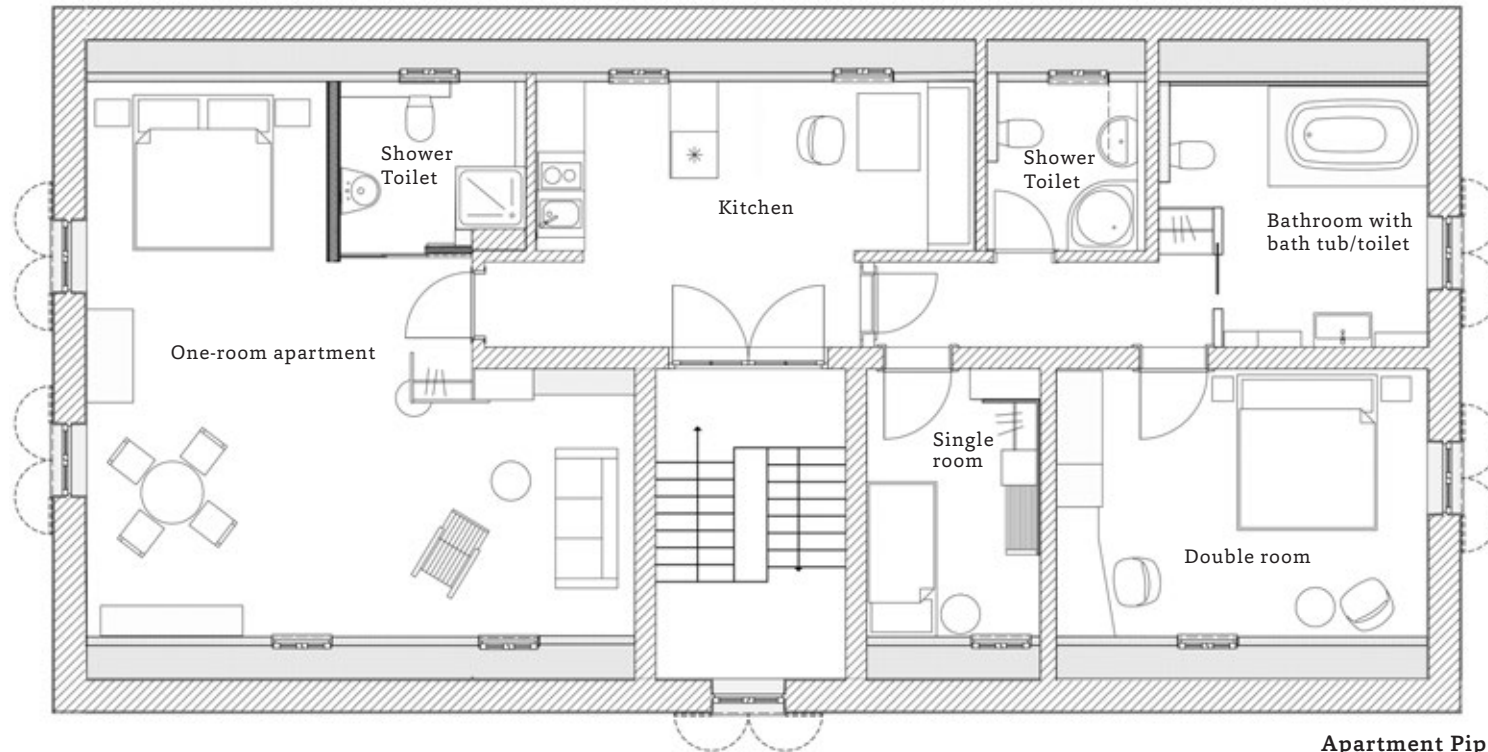 Shower
Toilet
Kitchen
Shower
Toilet
Bathroom with
bath tub/toilet
One-room apartment
Single
room
Double room
Apartment Pip